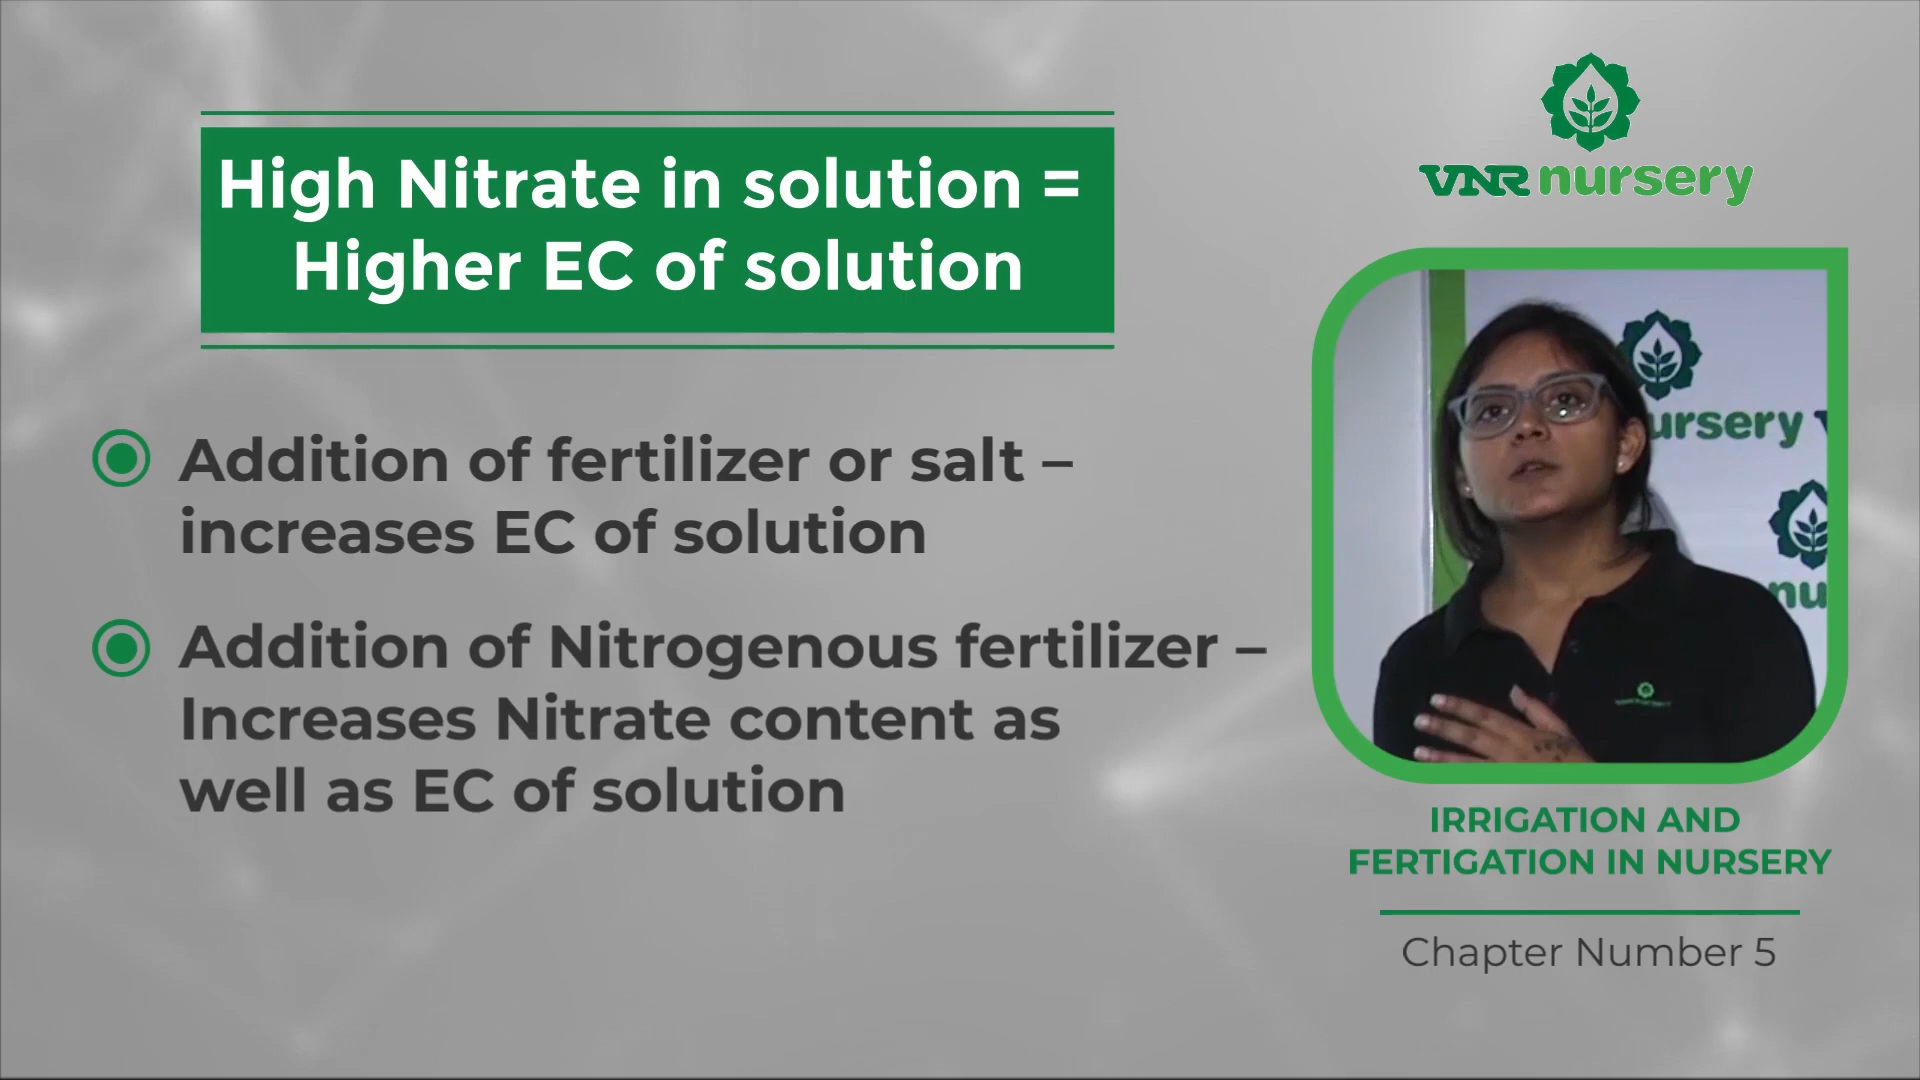 High Nitrate in solution =
Higher EC of solution
Addition of fertilizer or salt –
increases EC of solution
Addition of Nitrogenous fertilizer –
Increases Nitrate content as
well as EC of solution
VNR nursery
ursery
nu
IRRIGATION AND
FERTIGATION IN NURSERY
Chapter Number 5